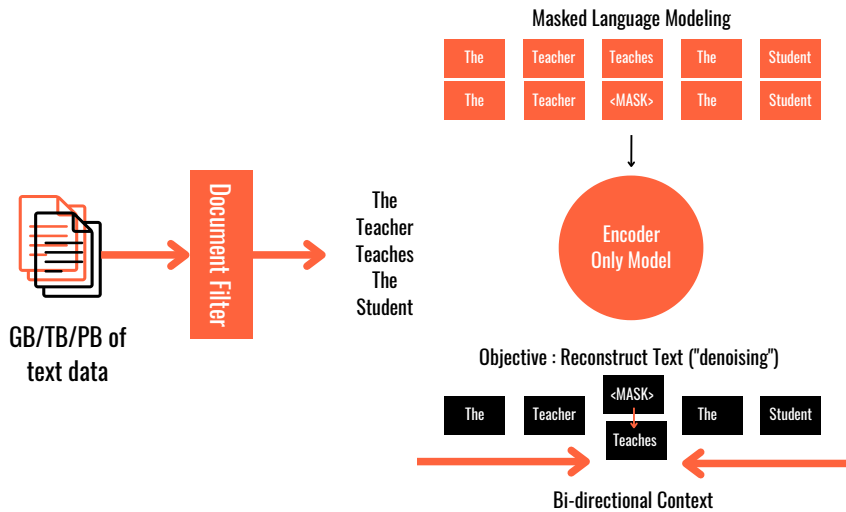 Masked Language Modeling
The Teacher Teaches The Student
The Teacher <MASK> The Student
Document Filter
The
Teacher
Teaches
The
Student
GB/TB/PB of
text data
Encoder
Only Model
Objective : Reconstruct Text ("denoising")
<MASK>
The Teacher The Student
Teaches
Bi-directional Context